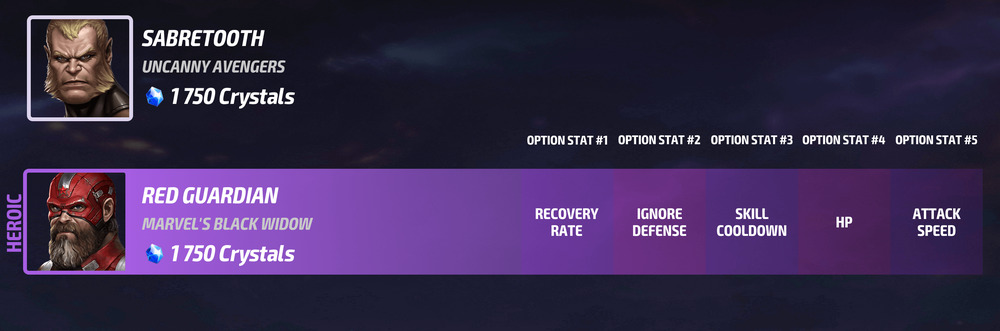 SABRETOOTH
UNCANNY AVENGERS
1 750 Crystals
OPTION STAT #1 OPTION STAT #2 OPTION STAT #3 OPTION STAT #4 OPTION STAT #5
HEROIC
RED GUARDIAN
MARVEL'S BLACK WIDOW
1 750 Crystals
RECOVERY
RATE
IGNORE
DEFENSE
SKILL
COOLDOWN
HP
ATTACK
SPEED